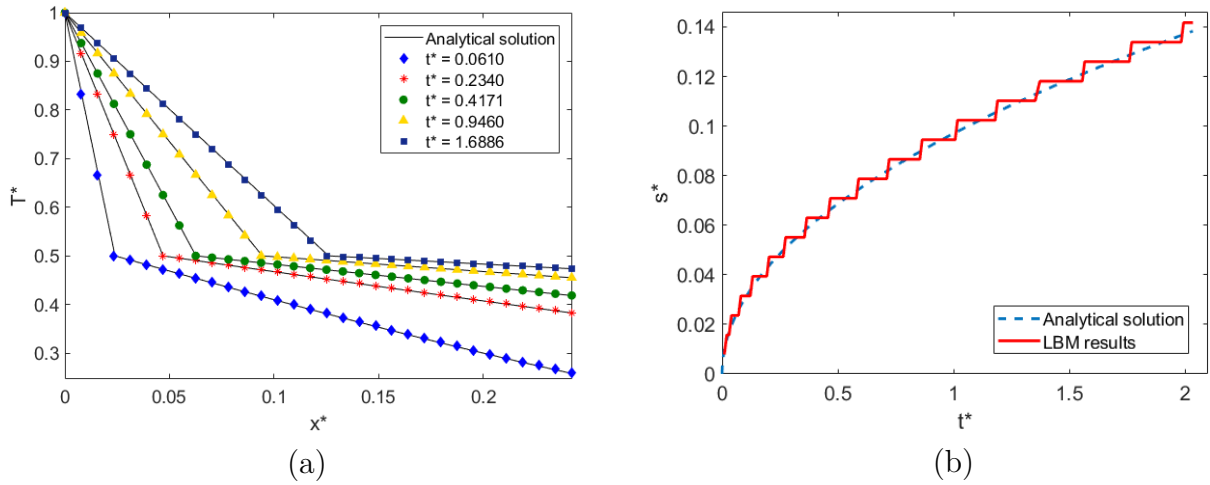 1
0.9
0.8
0.7
0.6
0.5
0.4
0.3
T*
0
0.05
0.1
0.15
0.2
x*
Analytical solution
t* = 0.0610
t* = 0.2340
t* = 0.4171
t* = 0.9460
t* = 1.6886
(a)
0.14
0.12
0.1
0.08
0.06
0.04
0.02
0
s*
0
0.5
1
1.5
2
t*
Analytical solution
LBM results
(b)